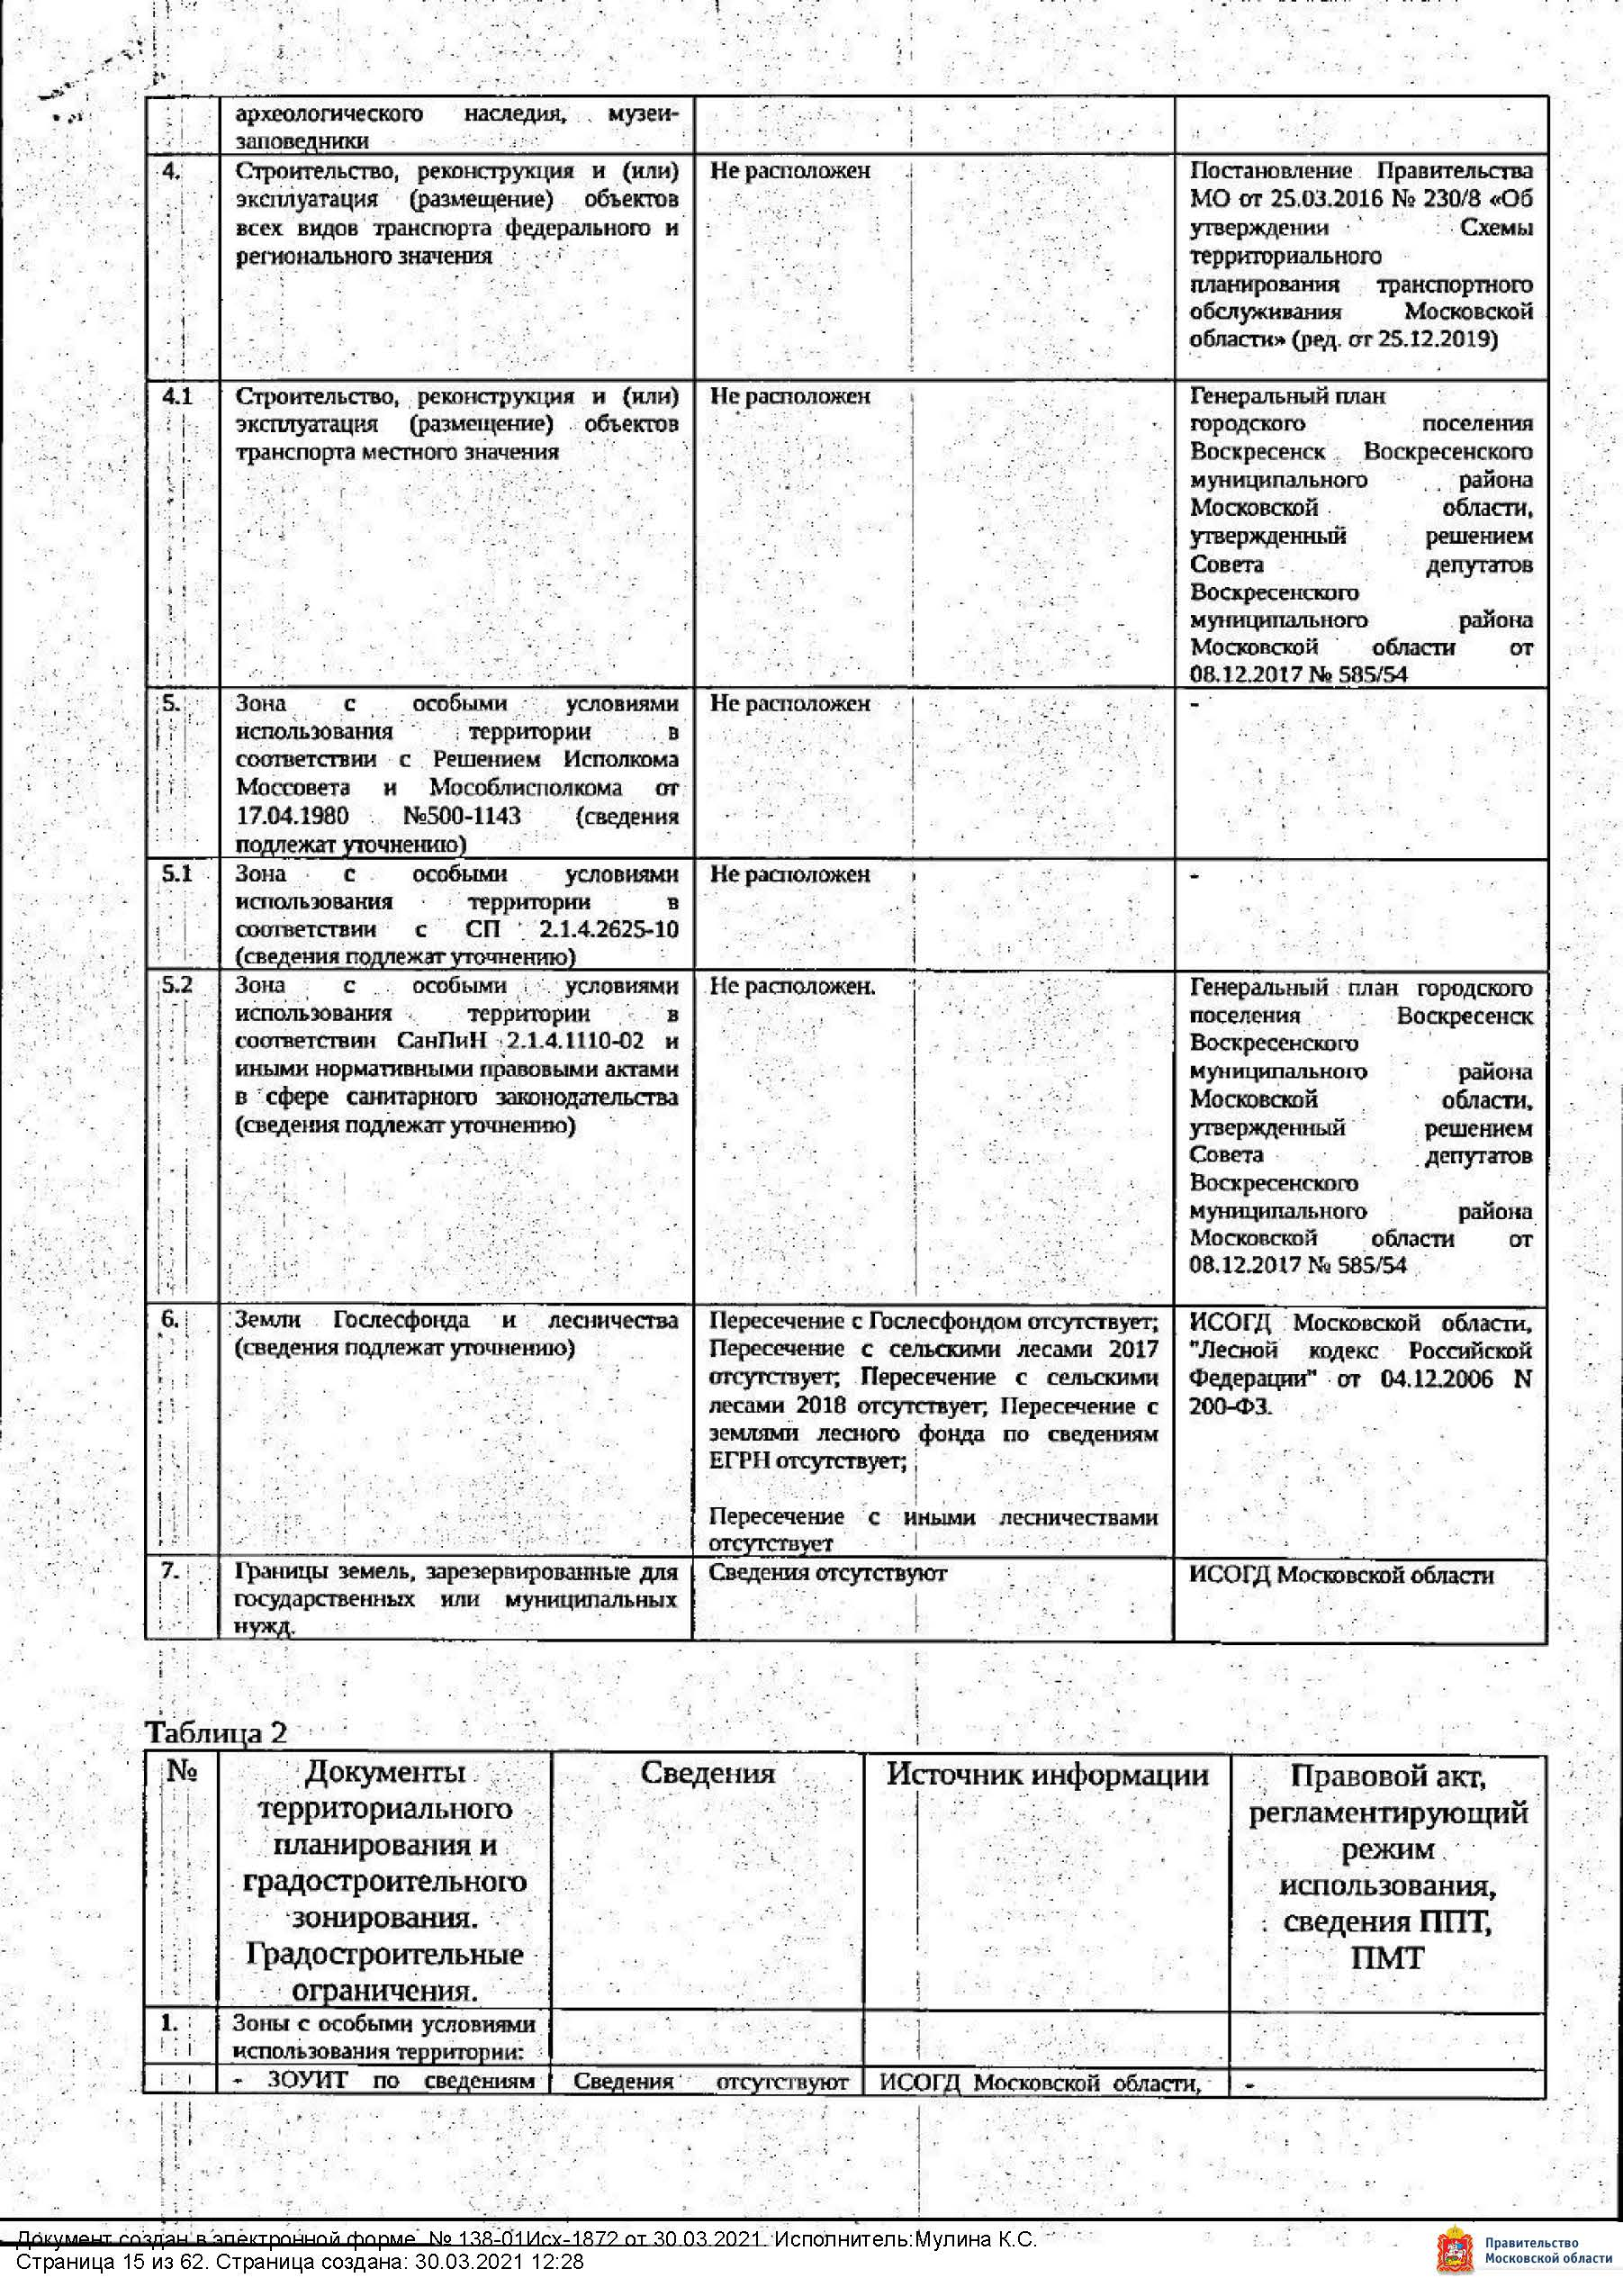 археологического наследия, музеи-
заповедники
4.
Строительство, реконструкция и (или)
эксплуатация (размещение) объектов
всех видов транспорта федерального и
регионального значения
Не расположен
Постановление Правительства
МО от 25.03.2016 № 230/8 «Об
утверждении Схемы
территориального
планирования транспортного
обслуживания Московской
области» (ред. от 25.12.2019)
4.1
Строительство, реконструкция и (или)
эксплуатация (размещение) объектов
транспорта местного значения
Не расположен
Генеральный план
городского поселения
Воскресенск Воскресенского
муниципального района
Московской области,
утвержденный решением
Совета депутатов
Воскресенского
муниципального района
Московской области от
08.12.2017 № 585/54
5.
Зона с особыми условиями
использования территории в
соответствии с Решением Исполкома
Моссовета и Мособлисполкома от
17.04.1980 №500-1143 (сведения
подлежат уточнению)
Не расположен
-
5.1
Зона с особыми условиями
использования территории в
соответствии с СП 2.1.4.2625-10
(сведения подлежат уточнению)
Не расположен
-
5.2
Зона с особыми условиями
использования территории в
соответствии СанПиН 2.1.4.1110-02 и
иными нормативными правовыми актами
в сфере санитарного законодательства
(сведения подлежат уточнению)
Не расположен.
Генеральный план городского
поселения Воскресенск
Воскресенского
муниципального района
Московской области,
утвержденный решением
Совета депутатов
Воскресенского
муниципального района
Московской области от
08.12.2017 № 585/54
6.
Земли Гослесфонда и лесничества
(сведения подлежат уточнению)
Пересечение с Гослесфондом отсутствует;
Пересечение с сельскими лесами 2017
отсутствует; Пересечение с сельскими
лесами 2018 отсутствует; Пересечение с
землями лесного фонда по сведениям
ЕГРН отсутствует;
Пересечение с иными лесничествами
отсутствует
ИСОГД Московской области,
"Лесной кодекс Российской
Федерации" от 04.12.2006 N
200-ФЗ.
7.
Границы земель, зарезервированные для
государственных или муниципальных
нужд.
Сведения отсутствуют
ИСОГД Московской области
Таблица 2
№
Документы
территориального
планирования и
градостроительного
зонирования.
Градостроительные
ограничения.
Сведения
Источник информации
Правовой акт,
регламентирующий
режим
использования,
сведения ППТ,
ПМТ
1.
Зоны с особыми условиями
использования территории:
- ЗОУИТ по сведениям
Сведения отсутствуют
ИСОГД Московской области,
-
Документ создан в электронной форме. № 138-01Исх-1872 от 30.03.2021. Исполнитель:Мулина К.С.
Страница 15 из 62. Страница создана: 30.03.2021 12:28
Правительство
Московской области